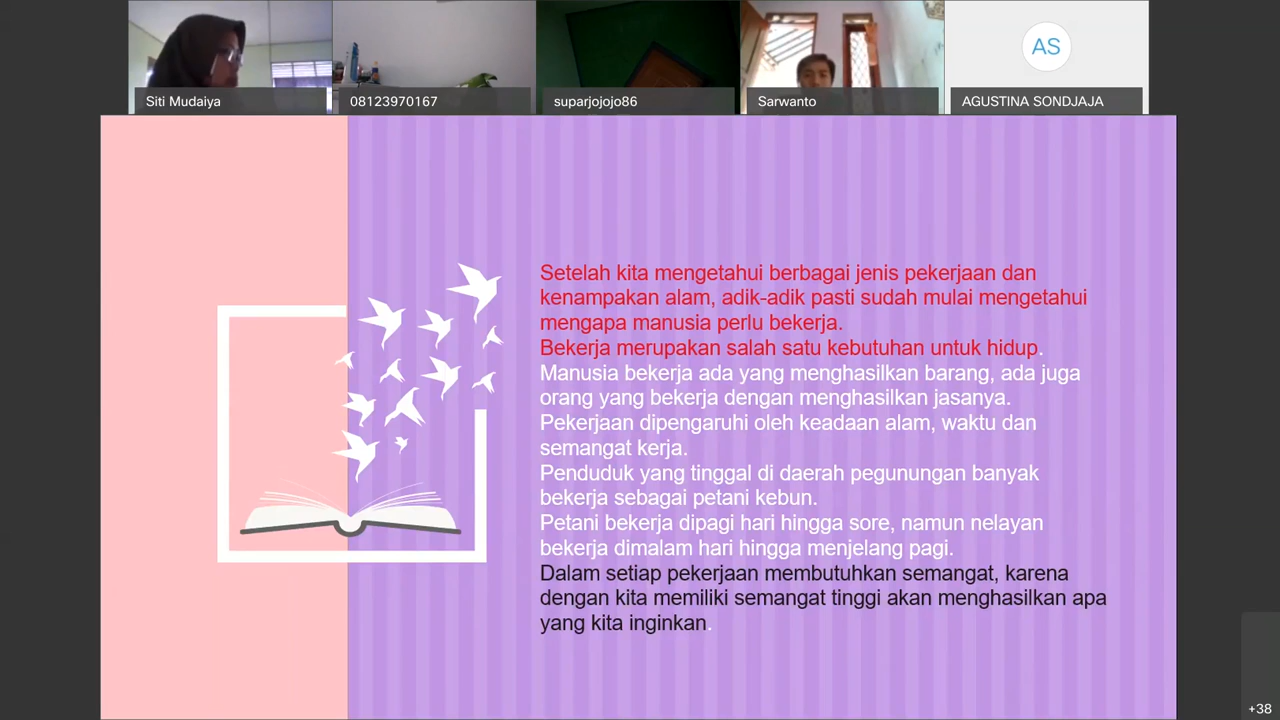 Siti Mudaiya
08123970167
suparjojojo86
Sarwanto
AS
AGUSTINA SONDJAJA
Setelah kita mengetahui berbagai jenis pekerjaan dan
kenampakan alam, adik-adik pasti sudah mulai mengetahui
mengapa manusia perlu bekerja.
Bekerja merupakan salah satu kebutuhan untuk hidup.
Manusia bekerja ada yang menghasilkan barang, ada juga
orang yang bekerja dengan menghasilkan jasanya.
Pekerjaan dipengaruhi oleh keadaan alam, waktu dan
semangat kerja.
Penduduk yang tinggal di daerah pegunungan banyak
bekerja sebagai petani kebun.
Petani bekerja dipagi hari hingga sore, namun nelayan
bekerja dimalam hari hingga menjelang pagi.
Dalam setiap pekerjaan membutuhkan semangat, karena
dengan kita memiliki semangat tinggi akan menghasilkan apa
yang kita inginkan.
+38